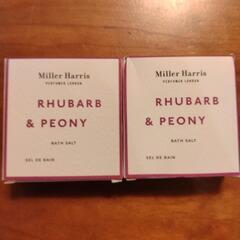 Miller Harris
PERFUMER LONDON
RHUBARB
& PEONY
BATH SALT
SEL DE BAIN
Miller Harris
PERFUMER LONDON
RHUBARB
& PEONY
BATH SALT
SEL DE BAIN